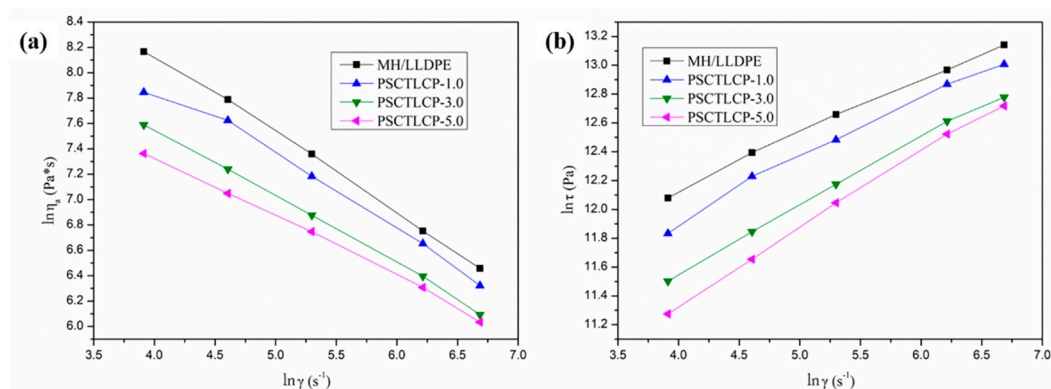 (a)
8.4
8.2
8.0
7.8
7.6
7.4
7.2
7.0
6.8
6.6
6.4
6.2
6.0
ln ηa (Pa*s)
MH/LLDPE
PSCTLCP-1.0
PSCTLCP-3.0
PSCTLCP-5.0
3.5 4.0 4.5 5.0 5.5 6.0 6.5 7.0
ln γ (s⁻¹)
(b)
13.2
13.0
12.8
12.6
12.4
12.2
12.0
11.8
11.6
11.4
11.2
ln τ (Pa)
MH/LLDPE
PSCTLCP-1.0
PSCTLCP-3.0
PSCTLCP-5.0
3.5 4.0 4.5 5.0 5.5 6.0 6.5 7.0
ln γ (s⁻¹)